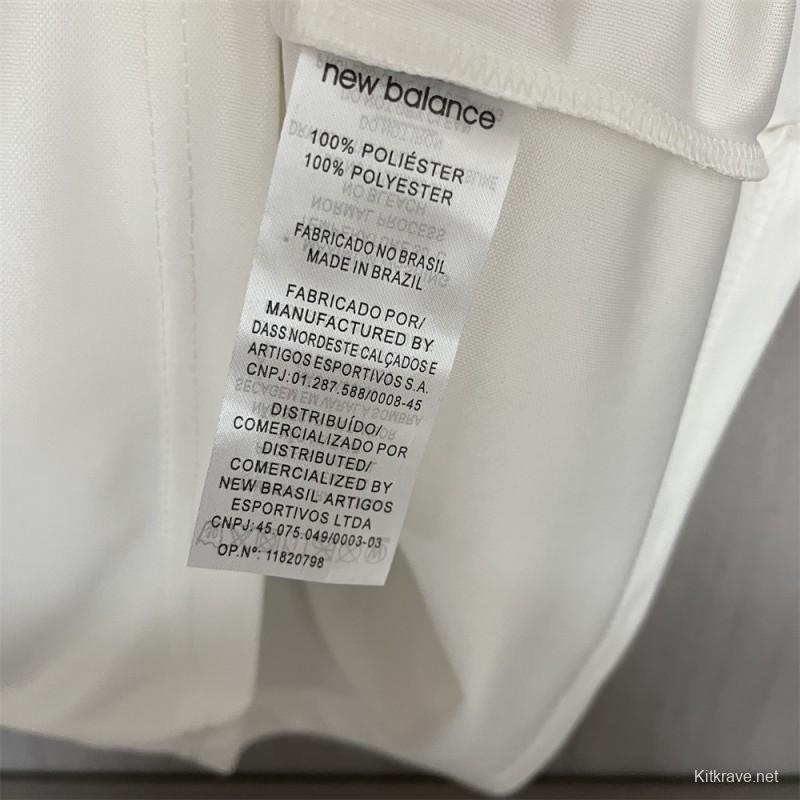 new balance
100% POLIÉSTER
100% POLYESTER
FABRICADO NO BRASIL
MADE IN BRAZIL
FABRICADO POR/
MANUFACTURED BY
DASS NORDESTE CALÇADOS E
ARTIGOS ESPORTIVOS S.A.
CNPJ:01.287.588/0008-45
DISTRIBUÍDO/
COMERCIALIZADO POR
DISTRIBUTED/
COMERCIALIZED BY
NEW BRASIL ARTIGOS
ESPORTIVOS LTDA
CNPJ:45.075.049/0003-03
OP.Nº: 11820798
Kitkrave.net